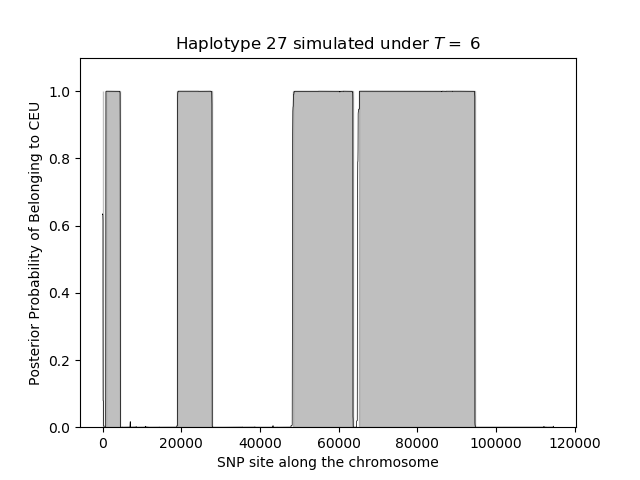 Haplotype 27 simulated under T = 6
Posterior Probability of Belonging to CEU
1.0
0.8
0.6
0.4
0.2
0.0
0 20000 40000 60000 80000 100000 120000
SNP site along the chromosome